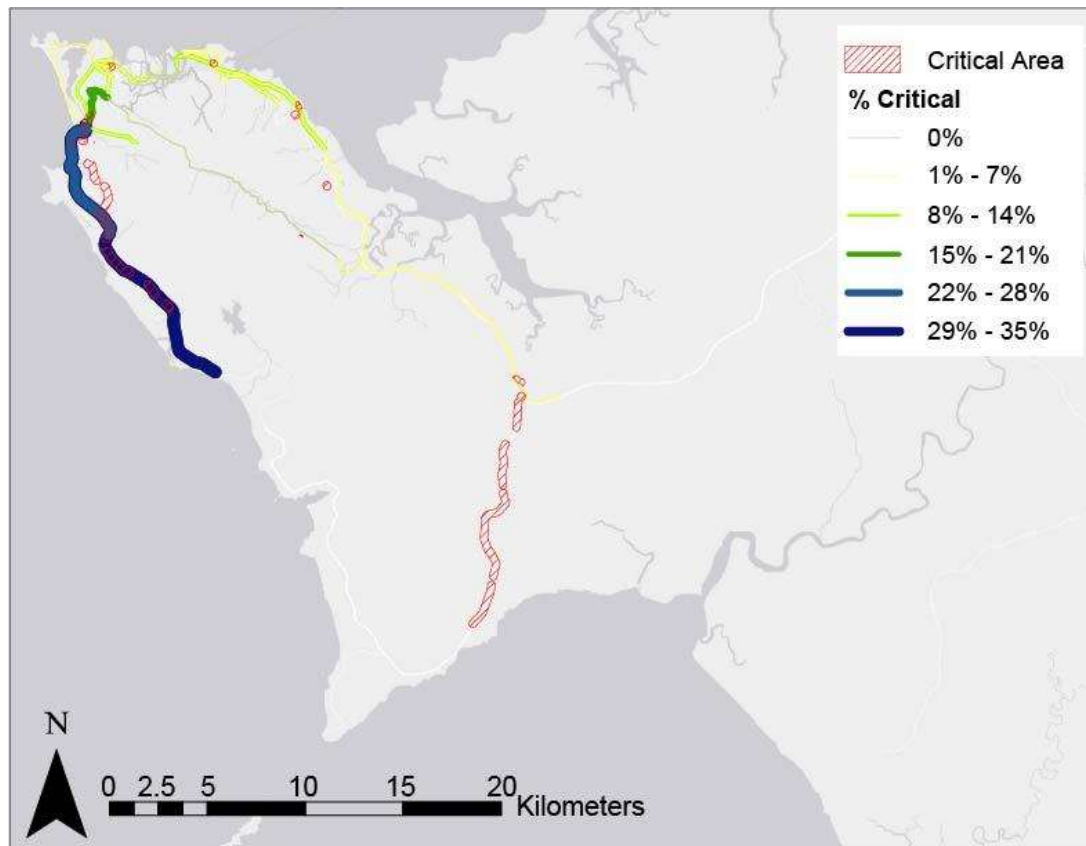 Critical Area
% Critical
0%
1% - 7%
8% - 14%
15% - 21%
22% - 28%
29% - 35%
N
0 2.5 5 10 15 20
Kilometers